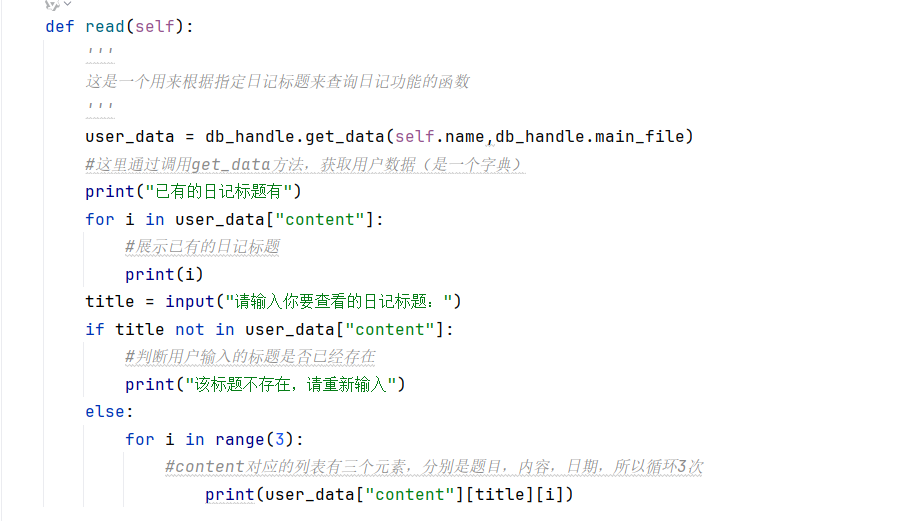 def read(self):
    '''
    这是一个用来根据指定日记标题来查询日记功能的函数
    '''
    user_data = db_handle.get_data(self.name,db_handle.main_file)
    #这里通过调用get_data方法，获取用户数据（是一个字典）
    print("已有的日记标题有")
    for i in user_data["content"]:
        #展示已有的日记标题
        print(i)
    title = input("请输入你要查看的日记标题：")
    if title not in user_data["content"]:
        #判断用户输入的标题是否已经存在
        print("该标题不存在，请重新输入")
    else:
        for i in range(3):
            #content对应的列表有三个元素，分别是题目，内容，日期，所以循环3次
                print(user_data["content"][title][i])